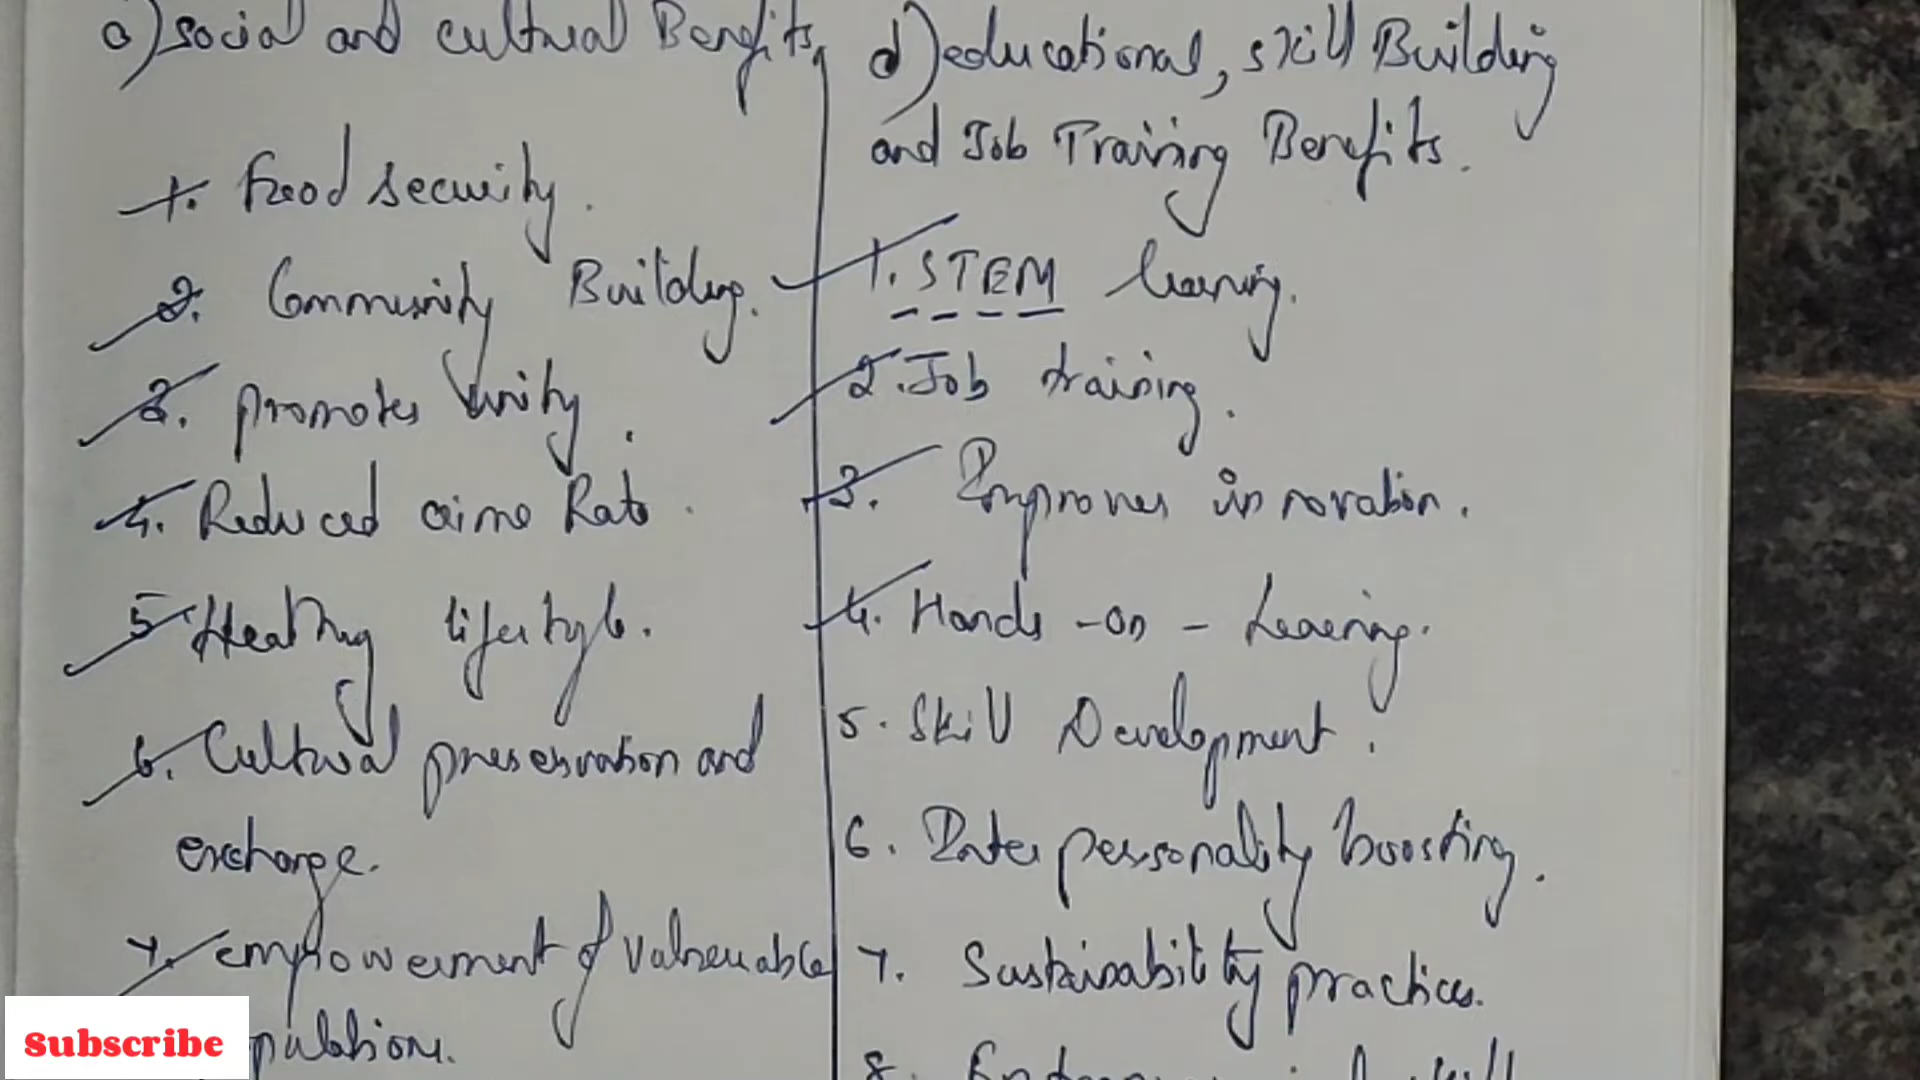 c) social and cultural Benefits,
1. Food security.
2. Community Building.
3. promotes unity.
4. Reduced crime Rate.
5. Healthy lifestyle.
6. Cultural preservation and
exchange.
7. empowerment of vulnerable
pulations.
d) educational, skill Building
and Job Training Benefits.
1. STEM learning.
2. Job training.
3. Improves innovation.
4. Hands-on-Learning.
5. Skill Development.
6. Inter personality boosting.
7. Sustainability practices.
8.
Subscribe